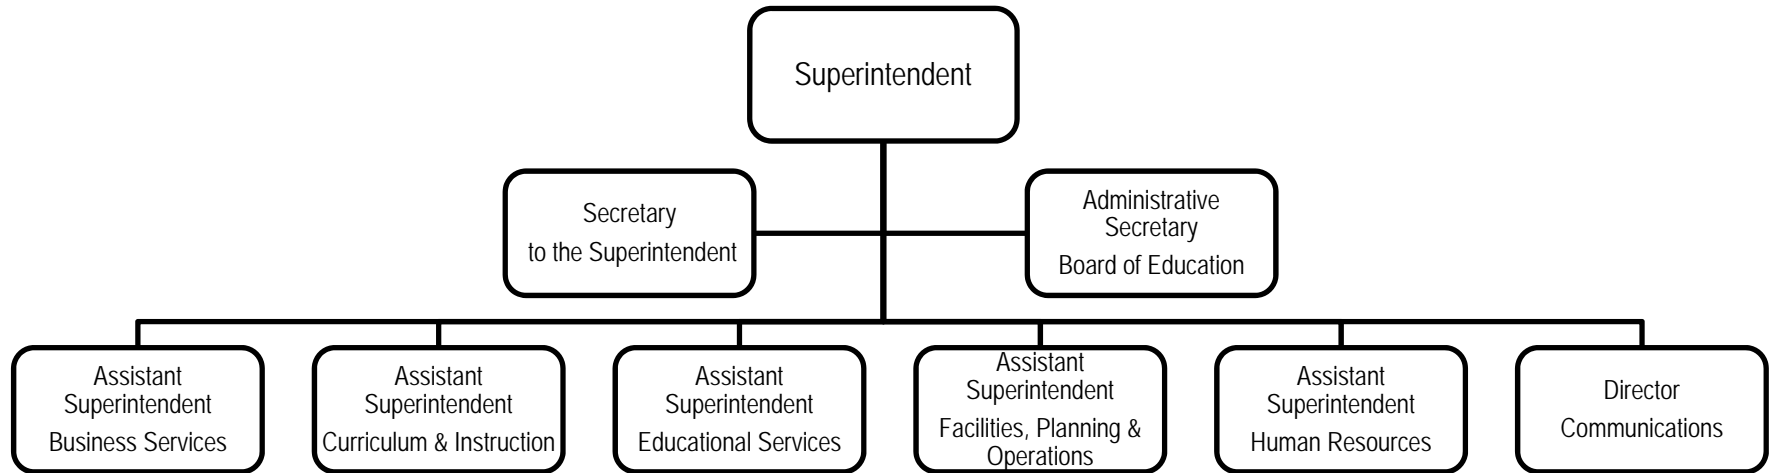 Superintendent
Secretary
to the Superintendent
Administrative
Secretary
Board of Education
Assistant
Superintendent
Business Services
Assistant
Superintendent
Curriculum & Instruction
Assistant
Superintendent
Educational Services
Assistant
Superintendent
Facilities, Planning &
Operations
Assistant
Superintendent
Human Resources
Director
Communications